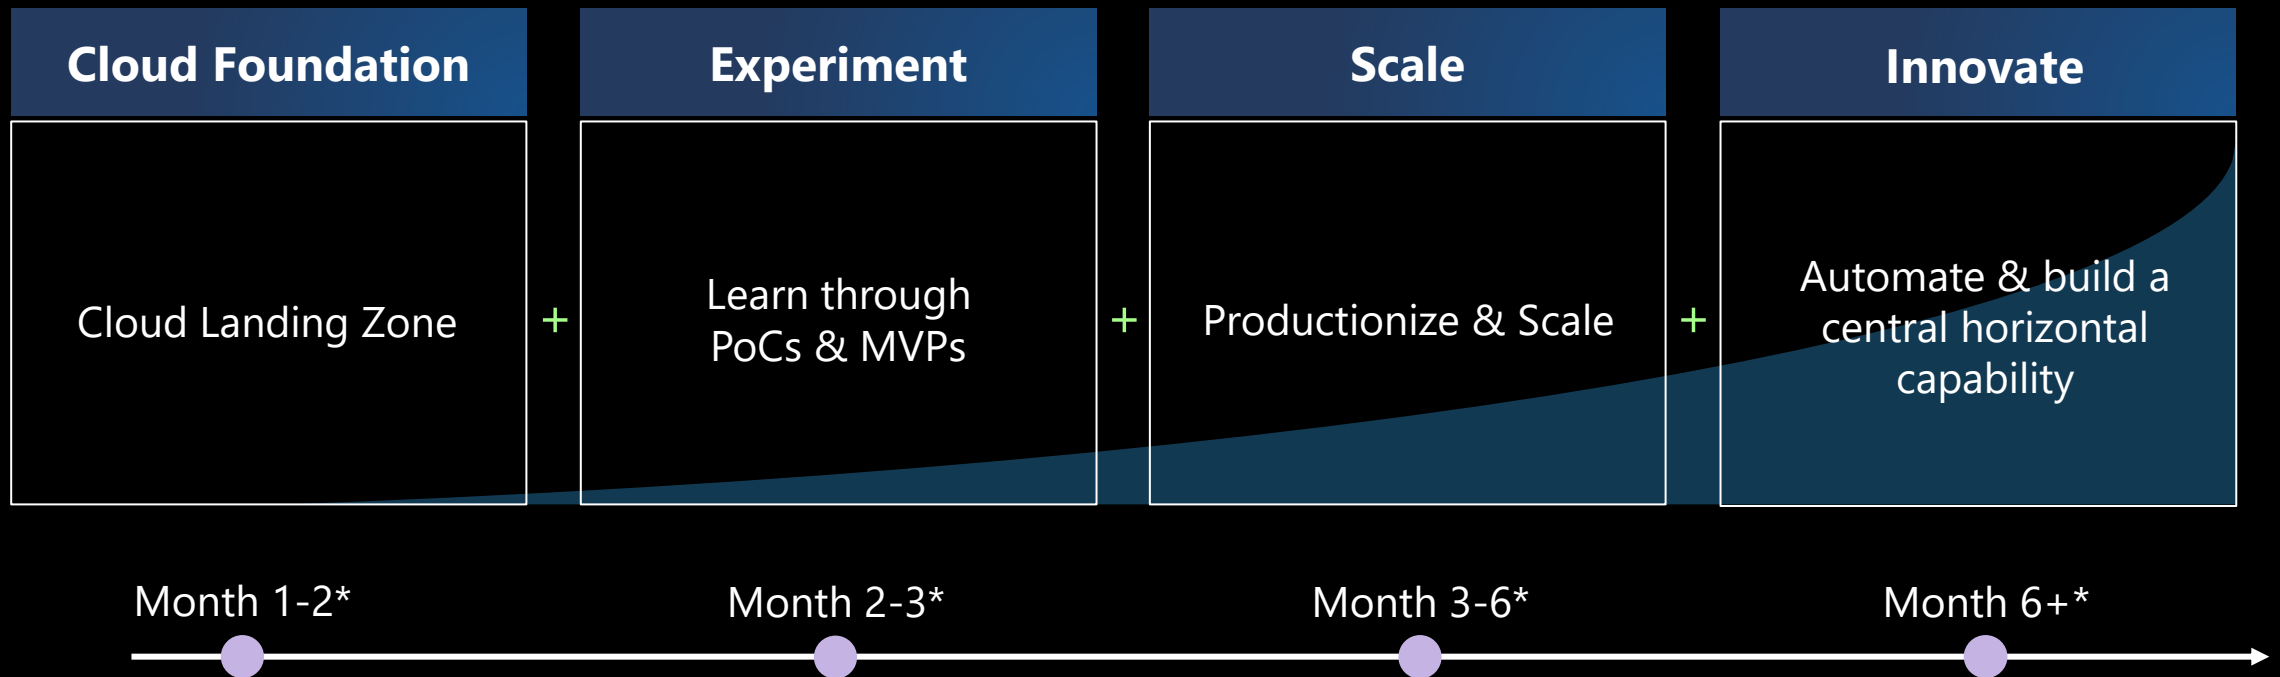 Cloud Foundation
Experiment
Scale
Innovate
Cloud Landing Zone
+
Learn through
PoCs & MVPs
+
Productionize & Scale
+
Automate & build a
central horizontal
capability
Month 1-2*
Month 2-3*
Month 3-6*
Month 6+*